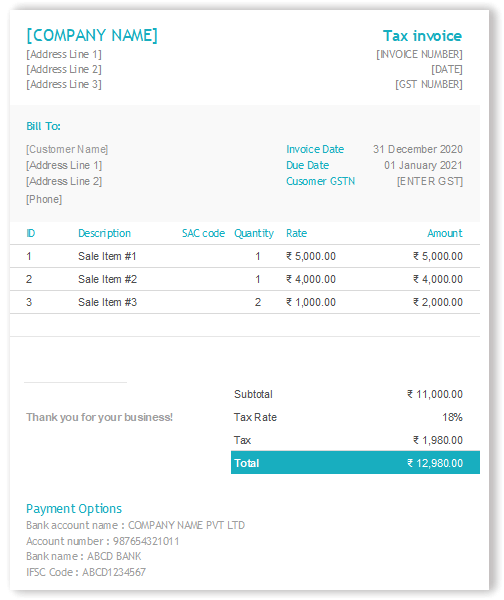 [COMPANY NAME] Tax invoice
[Address Line 1] [INVOICE NUMBER]
[Address Line 2] [DATE]
[Address Line 3] [GST NUMBER]
Bill To:
[Customer Name] Invoice Date 31 December 2020
[Address Line 1] Due Date 01 January 2021
[Address Line 2] Cusomer GSTN [ENTER GST]
[Phone]
ID Description SAC code Quantity Rate Amount
1 Sale Item #1 1 ₹ 5,000.00 ₹ 5,000.00
2 Sale Item #2 1 ₹ 4,000.00 ₹ 4,000.00
3 Sale Item #3 2 ₹ 1,000.00 ₹ 2,000.00
Subtotal ₹ 11,000.00
Thank you for your business! Tax Rate 18%
Tax ₹ 1,980.00
Total ₹ 12,980.00
Payment Options
Bank account name : COMPANY NAME PVT LTD
Account number : 987654321011
Bank name : ABCD BANK
IFSC Code : ABCD1234567